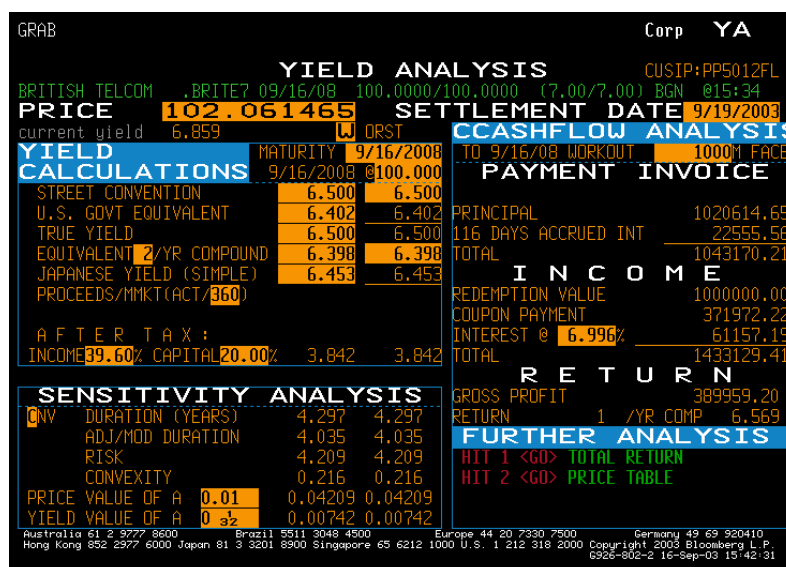 GRAB Corp YA
YIELD ANALYSIS CUSIP:PP5012FL
BRITISH TELCOM .BRITE7 09/16/08 100.0000/100.0000 (7.00/7.00) BGN @15:34
PRICE 102.061465 SETTLEMENT DATE 9/19/2003
current yield 6.859 W ORST
CCASHFLOW ANALYSIS
YIELD MATURITY 9/16/2008
CALCULATIONS 9/16/2008 @100.000
STREET CONVENTION 6.500 6.500
U.S. GOVT EQUIVALENT 6.402 6.402
TRUE YIELD 6.500 6.500
EQUIVALENT 2/YR COMPOUND 6.398 6.398
JAPANESE YIELD (SIMPLE) 6.453 6.453
PROCEEDS/MMKT(ACT/360)
AFTER TAX:
INCOME39.60% CAPITAL20.00% 3.842 3.842
TO 9/16/08 WORKOUT 1000M FACE
PAYMENT INVOICE
PRINCIPAL 1020614.65
116 DAYS ACCRUED INT 22555.56
TOTAL 1043170.21
INCOME
REDEMPTION VALUE 1000000.00
COUPON PAYMENT 371972.22
INTEREST @ 6.996% 61157.19
TOTAL 1433129.41
RETURN
GROSS PROFIT 389959.20
RETURN 1 /YR COMP 6.569
SENSITIVITY ANALYSIS
CNV DURATION (YEARS) 4.297 4.297
ADJ/MOD DURATION 4.035 4.035
RISK 4.209 4.209
CONVEXITY 0.216 0.216
PRICE VALUE OF A 0.01 0.04209 0.04209
YIELD VALUE OF A 0 3/32 0.00742 0.00742
FURTHER ANALYSIS
HIT 1 <GO> TOTAL RETURN
HIT 2 <GO> PRICE TABLE
Australia 61 2 9777 8600 Brazil 5511 3048 4500 Europe 44 20 7330 7500 Germany 49 69 920410
Hong Kong 852 2977 6000 Japan 81 3 3201 8900 Singapore 65 6212 1000 U.S. 1 212 318 2000 Copyright 2003 Bloomberg L.P.
G926-802-2 16-Sep-03 15:42:31